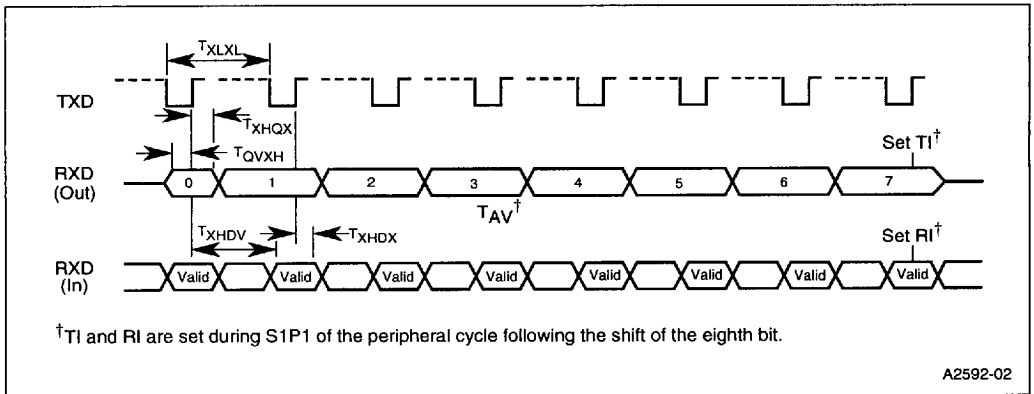 TXLXL
TXD
TXHQX
TQVXH
Set TI†
RXD
(Out)
0 1 2 3 4 5 6 7
TAV†
TXHDV
TXHDX
Set RI†
RXD
(In)
Valid Valid Valid Valid Valid Valid Valid Valid
†TI and RI are set during S1P1 of the peripheral cycle following the shift of the eighth bit.
A2592-02